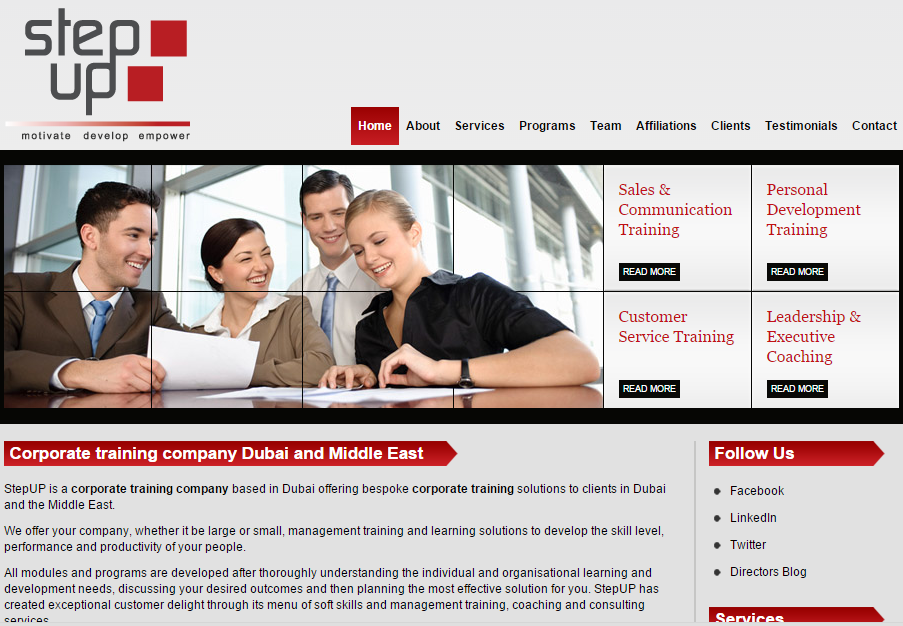 step
up
motivate develop empower
Home About Services Programs Team Affiliations Clients Testimonials Contact
Sales &
Communication
Training
READ MORE
Personal
Development
Training
READ MORE
Customer
Service Training
READ MORE
Leadership &
Executive
Coaching
READ MORE
Corporate training company Dubai and Middle East
StepUP is a corporate training company based in Dubai offering bespoke corporate training solutions to clients in Dubai
and the Middle East.
We offer your company, whether it be large or small, management training and learning solutions to develop the skill level,
performance and productivity of your people.
All modules and programs are developed after thoroughly understanding the individual and organisational learning and
development needs, discussing your desired outcomes and then planning the most effective solution for you. StepUP has
created exceptional customer delight through its menu of soft skills and management training, coaching and consulting
services.
Follow Us
Facebook
LinkedIn
Twitter
Directors Blog
Services